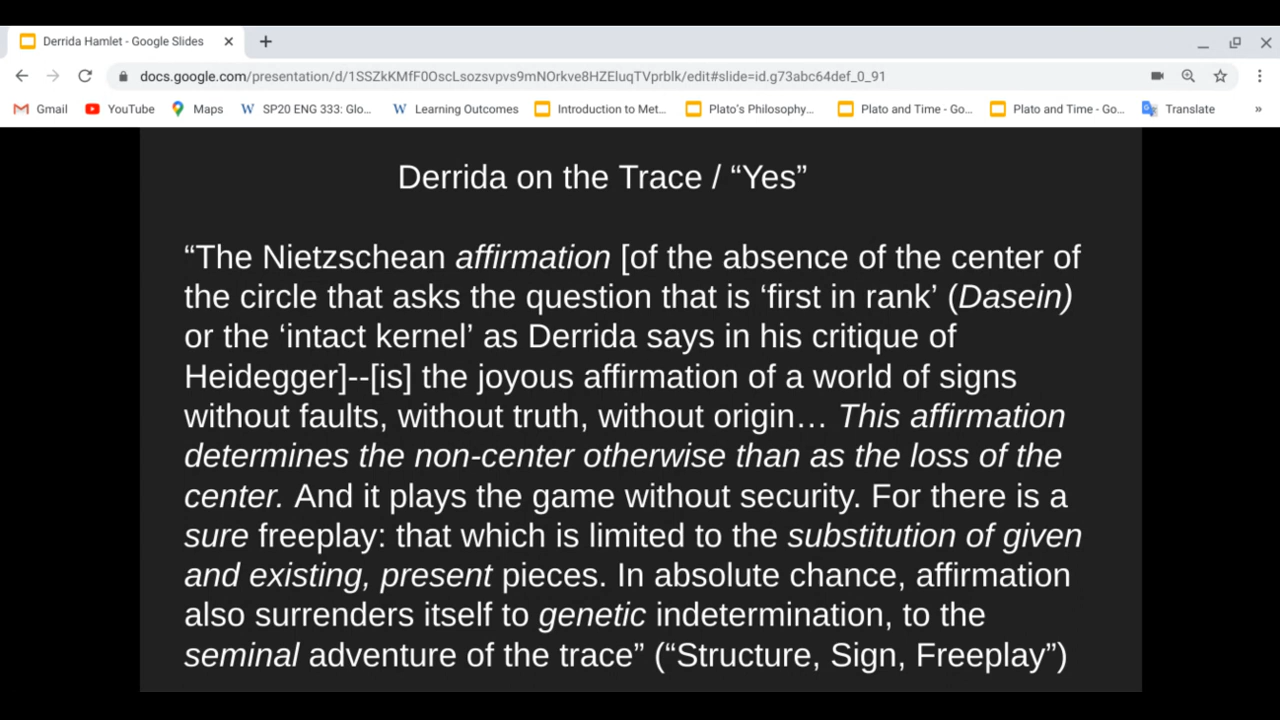 Derrida Hamlet - Google Slides
docs.google.com/presentation/d/1SSZkKMfF0OscLsozsvpvs9mNOrkve8HZEluqTVprblk/edit#slide=id.g73abc64def_0_91
Gmail YouTube Maps SP20 ENG 333: Glo... Learning Outcomes Introduction to Met... Plato's Philosophy... Plato and Time - Go... Plato and Time - Go... Translate »
Derrida on the Trace / “Yes”
“The Nietzschean affirmation [of the absence of the center of
the circle that asks the question that is ‘first in rank’ (Dasein)
or the ‘intact kernel’ as Derrida says in his critique of
Heidegger]--[is] the joyous affirmation of a world of signs
without faults, without truth, without origin… This affirmation
determines the non-center otherwise than as the loss of the
center. And it plays the game without security. For there is a
sure freeplay: that which is limited to the substitution of given
and existing, present pieces. In absolute chance, affirmation
also surrenders itself to genetic indetermination, to the
seminal adventure of the trace” (“Structure, Sign, Freeplay”)